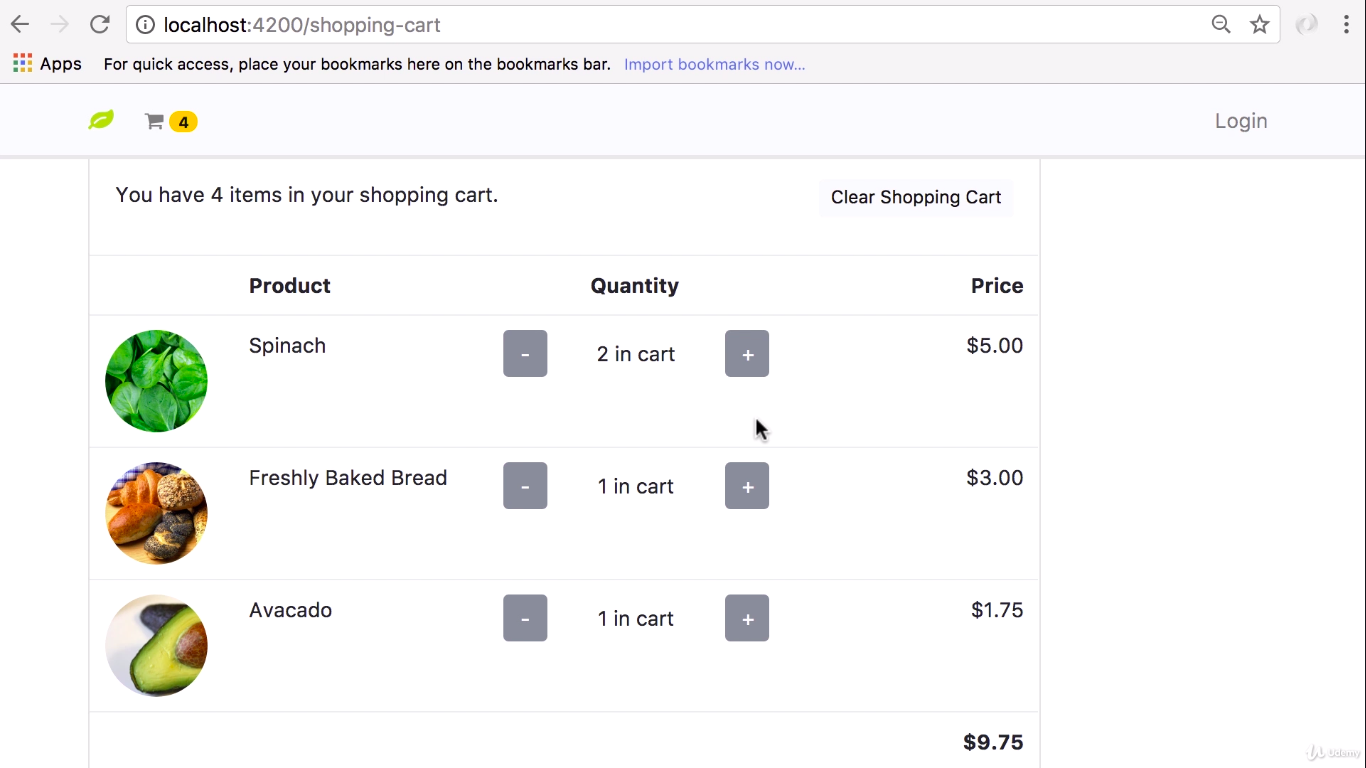 localhost:4200/shopping-cart
Apps For quick access, place your bookmarks here on the bookmarks bar. Import bookmarks now...
4 Login
You have 4 items in your shopping cart. Clear Shopping Cart
Product Quantity Price
Spinach - 2 in cart + $5.00
Freshly Baked Bread - 1 in cart + $3.00
Avacado - 1 in cart + $1.75
$9.75
Udemy